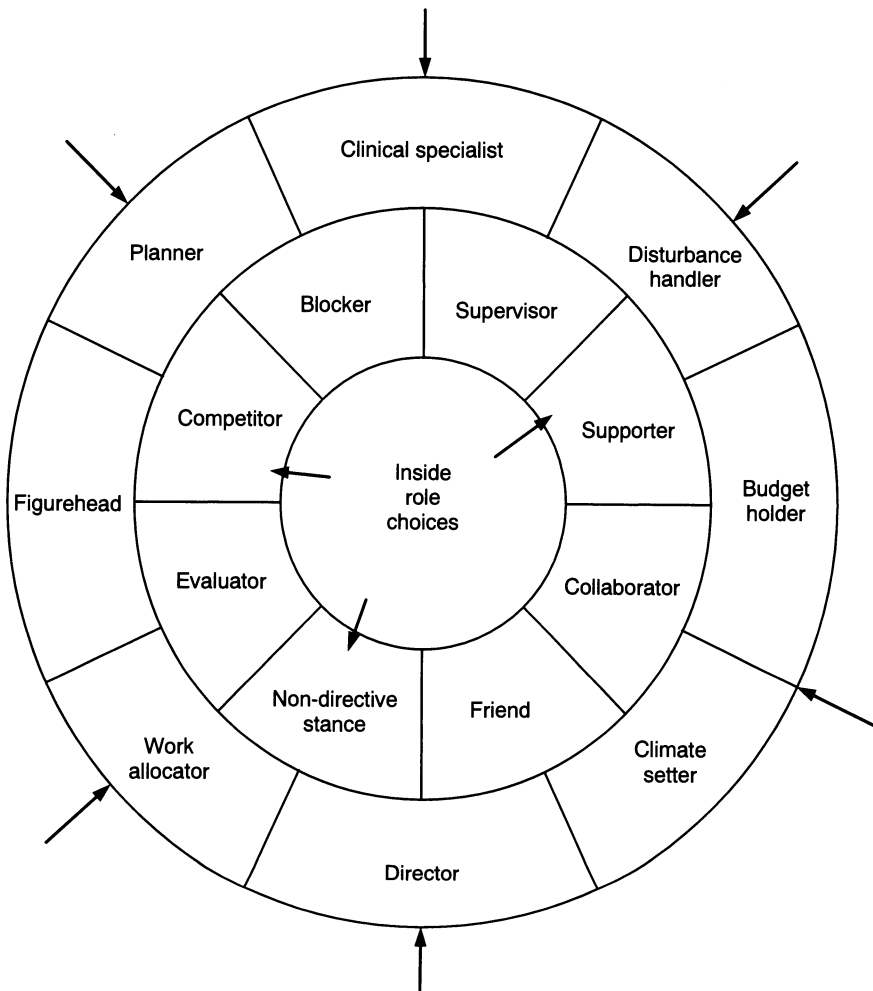 Clinical specialist
Planner
Disturbance
handler
Blocker
Supervisor
Competitor
Supporter
Inside
role
choices
Figurehead
Budget
holder
Evaluator
Collaborator
Non-directive
stance
Friend
Work
allocator
Climate
setter
Director